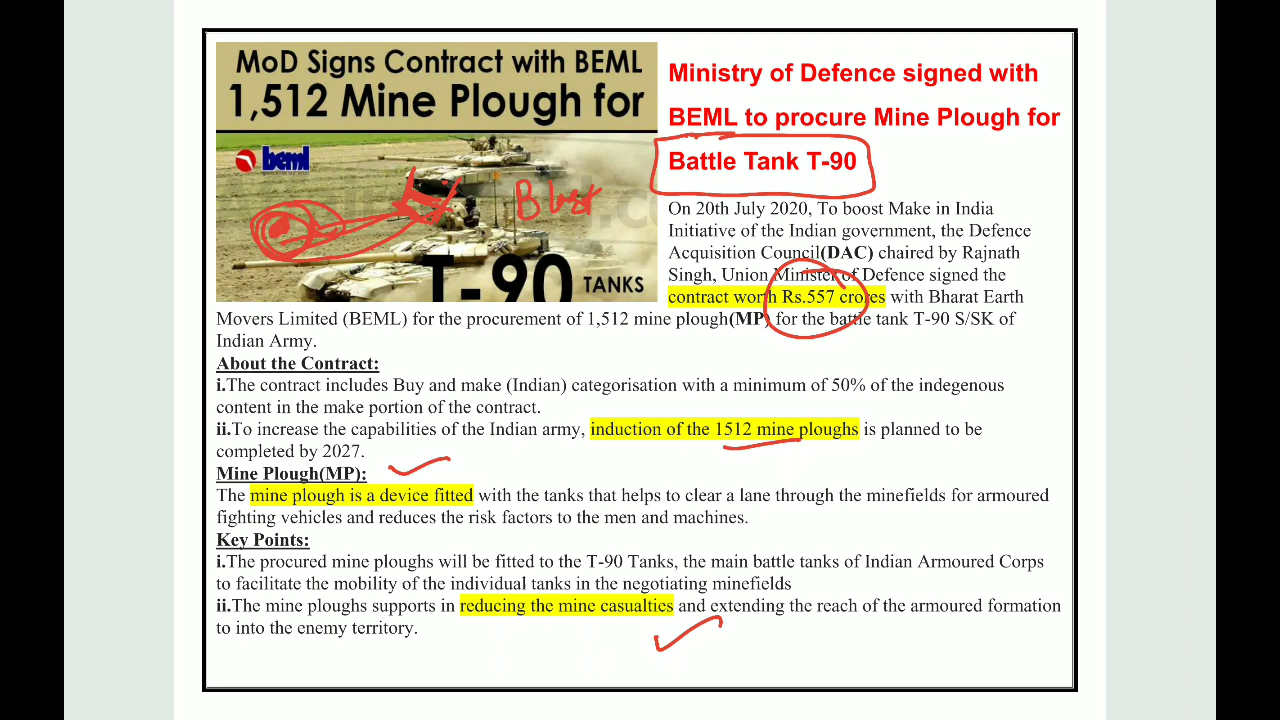 MoD Signs Contract with BEML
1,512 Mine Plough for
beml
Blast
T-90 TANKS
Ministry of Defence signed with
BEML to procure Mine Plough for
Battle Tank T-90
On 20th July 2020, To boost Make in India
Initiative of the Indian government, the Defence
Acquisition Council(DAC) chaired by Rajnath
Singh, Union Minister of Defence signed the
contract worth Rs.557 crores with Bharat Earth
Movers Limited (BEML) for the procurement of 1,512 mine plough(MP) for the battle tank T-90 S/SK of
Indian Army.
About the Contract:
i.The contract includes Buy and make (Indian) categorisation with a minimum of 50% of the indegenous
content in the make portion of the contract.
ii.To increase the capabilities of the Indian army, induction of the 1512 mine ploughs is planned to be
completed by 2027.
Mine Plough(MP):
The mine plough is a device fitted with the tanks that helps to clear a lane through the minefields for armoured
fighting vehicles and reduces the risk factors to the men and machines.
Key Points:
i.The procured mine ploughs will be fitted to the T-90 Tanks, the main battle tanks of Indian Armoured Corps
to facilitate the mobility of the individual tanks in the negotiating minefields
ii.The mine ploughs supports in reducing the mine casualties and extending the reach of the armoured formation
to into the enemy territory.